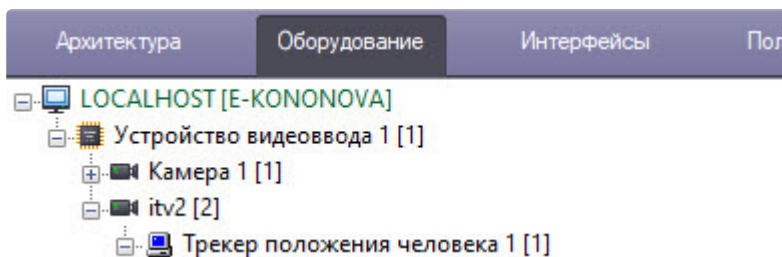 Архитектура Оборудование Интерфейсы Пол
LOCALHOST [E-KONONOVA]
Устройство видеоввода 1 [1]
Камера 1 [1]
itv2 [2]
Трекер положения человека 1 [1]